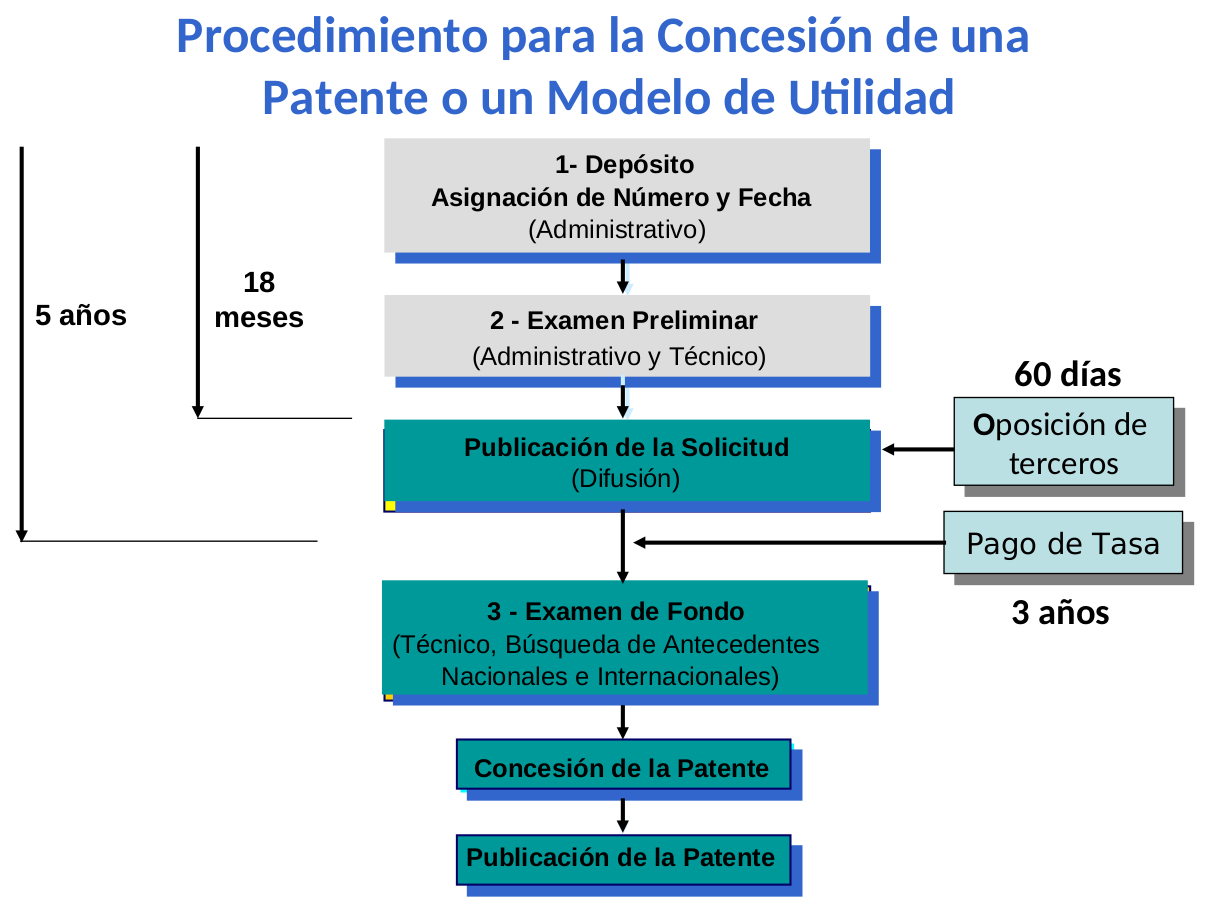 Procedimiento para la Concesión de una
Patente o un Modelo de Utilidad
1- Depósito
Asignación de Número y Fecha
(Administrativo)
5 años
18
meses
2 - Examen Preliminar
(Administrativo y Técnico)
60 días
Oposición de
terceros
Publicación de la Solicitud
(Difusión)
Pago de Tasa
3 años
3 - Examen de Fondo
(Técnico, Búsqueda de Antecedentes
Nacionales e Internacionales)
Concesión de la Patente
Publicación de la Patente